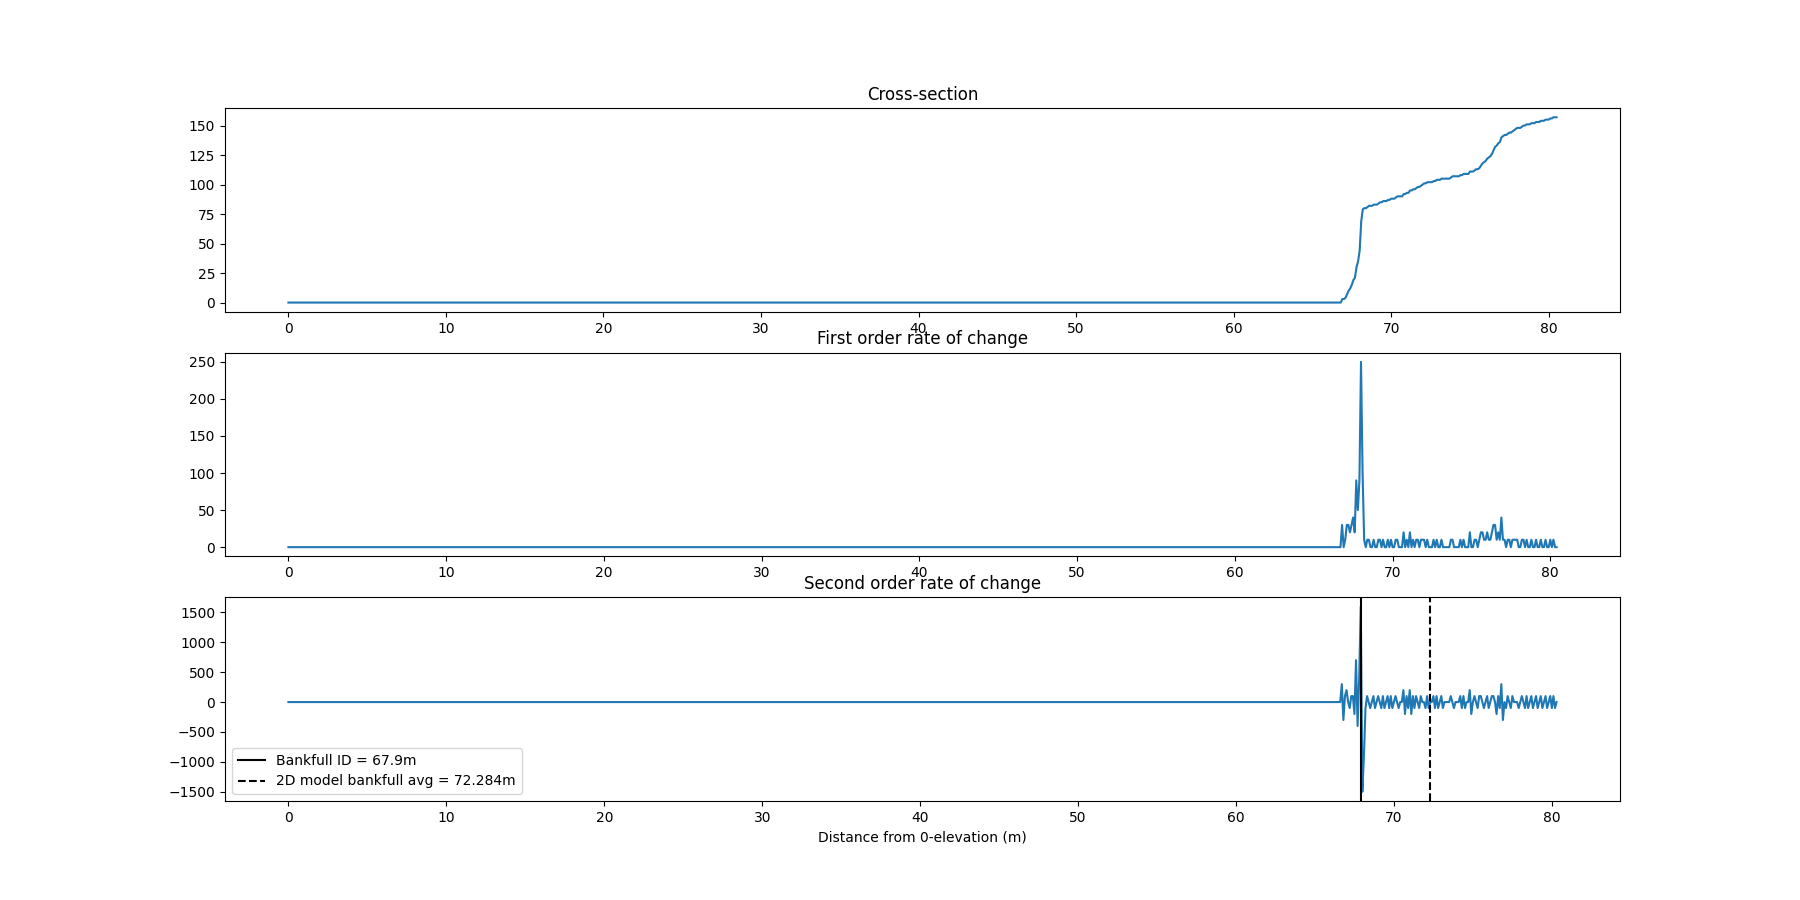 Cross-section
150
125
100
75
50
25
0
0 10 20 30 40 50 60 70 80
First order rate of change
250
200
150
100
50
0
0 10 20 30 40 50 60 70 80
Second order rate of change
1500
1000
500
0
−500
−1000
−1500
Bankfull ID = 67.9m
2D model bankfull avg = 72.284m
0 10 20 30 40 50 60 70 80
Distance from 0-elevation (m)